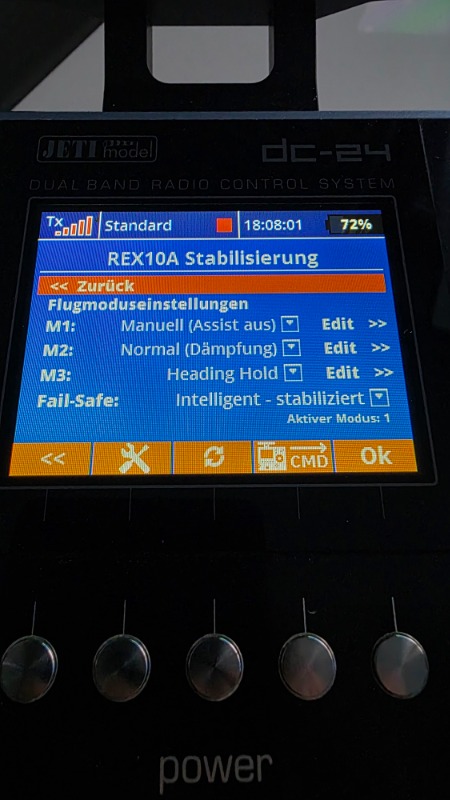 JETI model
dc-24
DUAL BAND RADIO CONTROL SYSTEM
Tx Standard 18:08:01 72%
REX10A Stabilisierung
<< Zurück
Flugmoduseinstellungen
M1: Manuell (Assist aus) Edit >>
M2: Normal (Dämpfung) Edit >>
M3: Heading Hold Edit >>
Fail-Safe: Intelligent - stabiliziert
Aktiver Modus: 1
<< CMD Ok
power